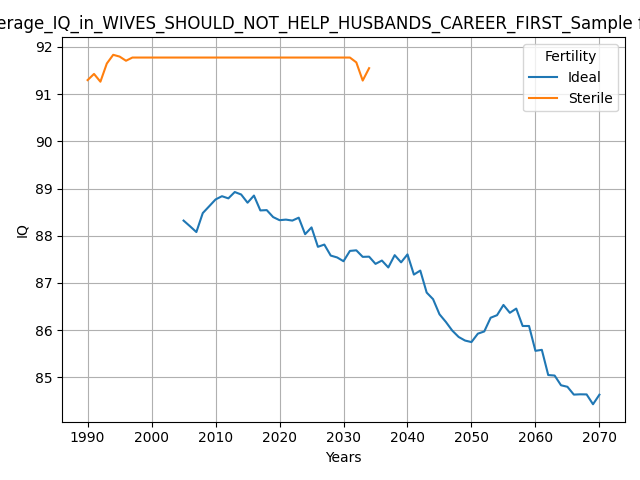 erage_IQ_in_WIVES_SHOULD_NOT_HELP_HUSBANDS_CAREER_FIRST_Sample
Fertility
Ideal
Sterile
92
91
90
89
88
87
86
85
IQ
1990 2000 2010 2020 2030 2040 2050 2060 2070
Years